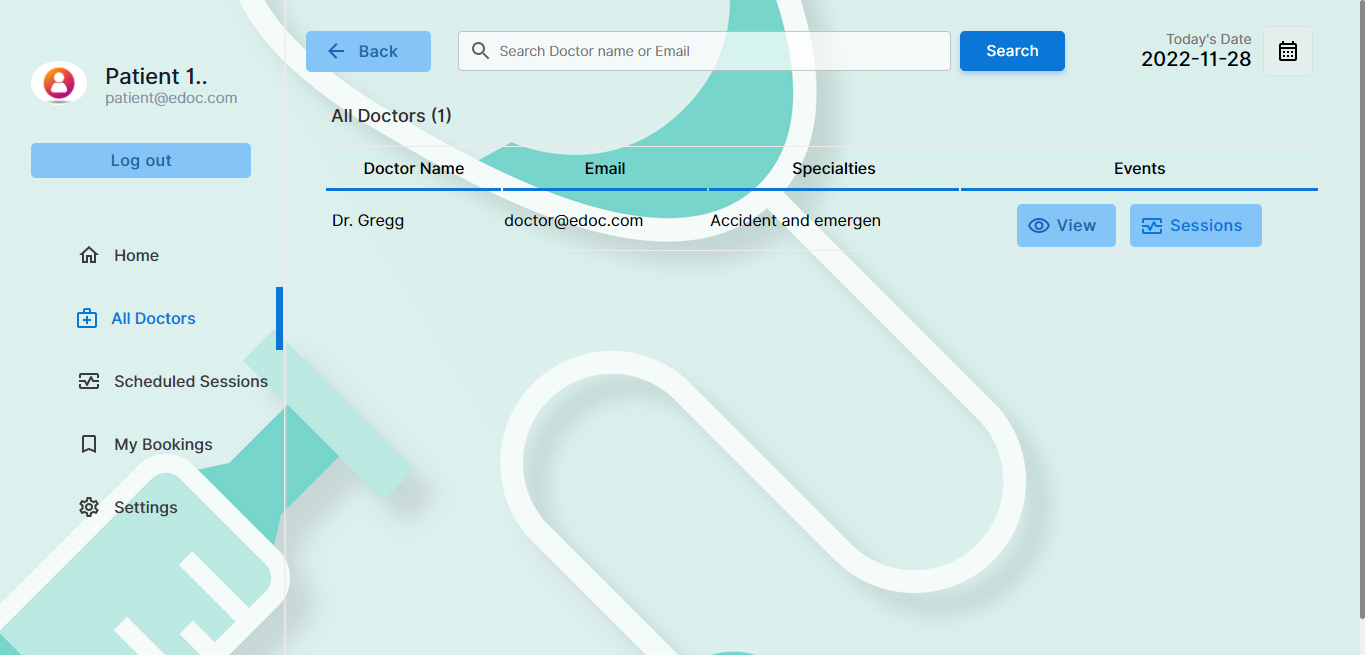 Patient 1..
patient@edoc.com
Log out
Home
All Doctors
Scheduled Sessions
My Bookings
Settings
Back
Search Doctor name or Email
Search
Today's Date
2022-11-28
All Doctors (1)
Doctor Name Email Specialties Events
Dr. Gregg doctor@edoc.com Accident and emergen View Sessions